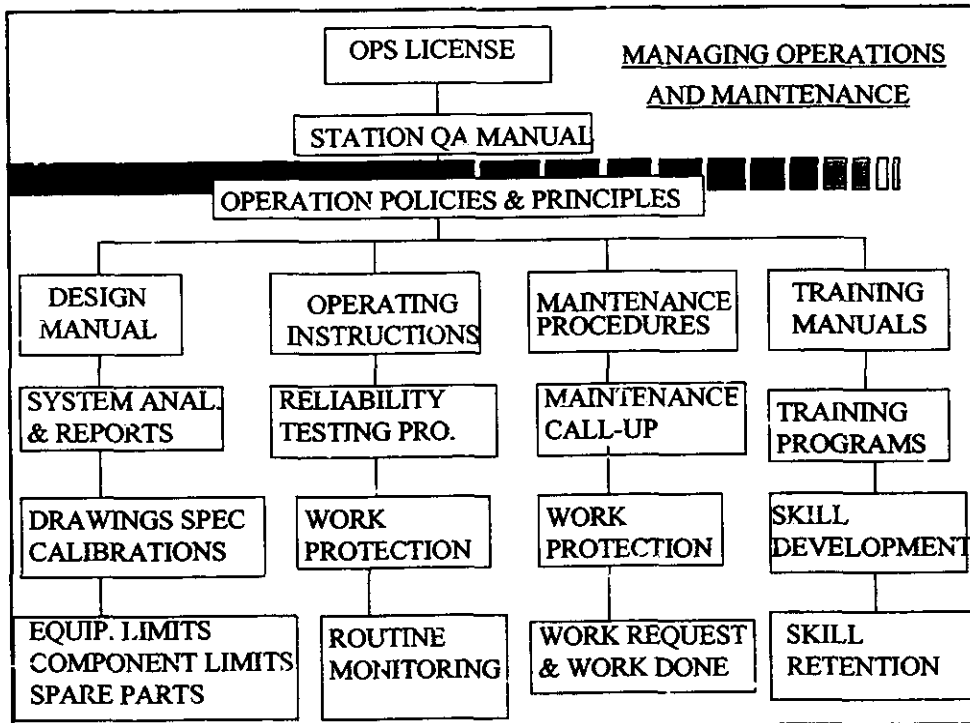 OPS LICENSE
MANAGING OPERATIONS
AND MAINTENANCE
STATION QA MANUAL
OPERATION POLICIES & PRINCIPLES
DESIGN
MANUAL
OPERATING
INSTRUCTIONS
MAINTENANCE
PROCEDURES
TRAINING
MANUALS
SYSTEM ANAL.
& REPORTS
RELIABILITY
TESTING PRO.
MAINTENANCE
CALL-UP
TRAINING
PROGRAMS
DRAWINGS SPEC
CALIBRATIONS
WORK
PROTECTION
WORK
PROTECTION
SKILL
DEVELOPMENT
EQUIP. LIMITS
COMPONENT LIMITS
SPARE PARTS
ROUTINE
MONITORING
WORK REQUEST
& WORK DONE
SKILL
RETENTION